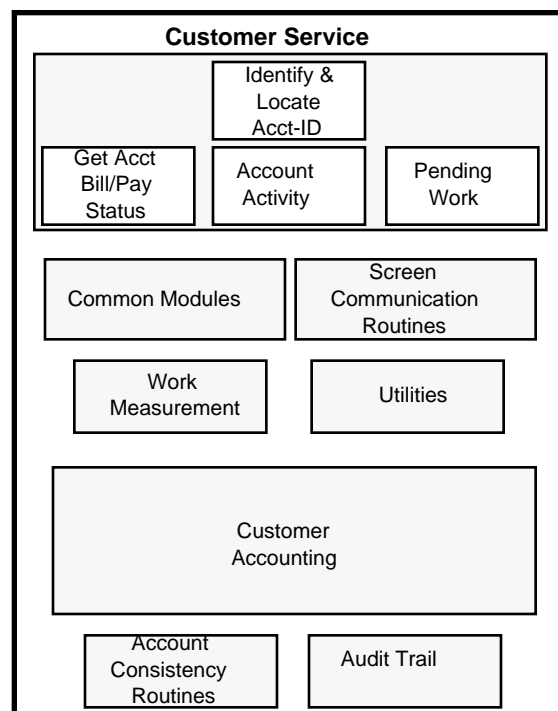 Customer Service
Identify &
Locate
Acct-ID
Get Acct
Bill/Pay
Status
Account
Activity
Pending
Work
Common Modules
Screen
Communication
Routines
Work
Measurement
Utilities
Customer
Accounting
Account
Consistency
Routines
Audit Trail